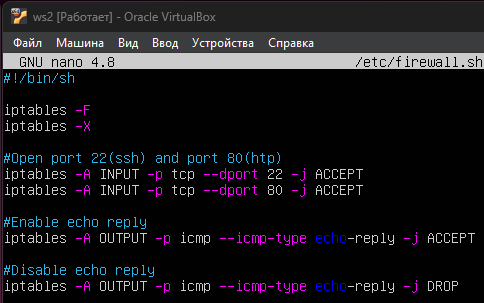 ws2 [Работает] - Oracle VirtualBox
Файл Машина Вид Ввод Устройства Справка
GNU nano 4.8 /etc/firewall.sh
#!/bin/sh
iptables -F
iptables -X
#Open port 22(ssh) and port 80(htp)
iptables -A INPUT -p tcp --dport 22 -j ACCEPT
iptables -A INPUT -p tcp --dport 80 -j ACCEPT
#Enable echo reply
iptables -A OUTPUT -p icmp --icmp-type echo-reply -j ACCEPT
#Disable echo reply
iptables -A OUTPUT -p icmp --icmp-type echo-reply -j DROP